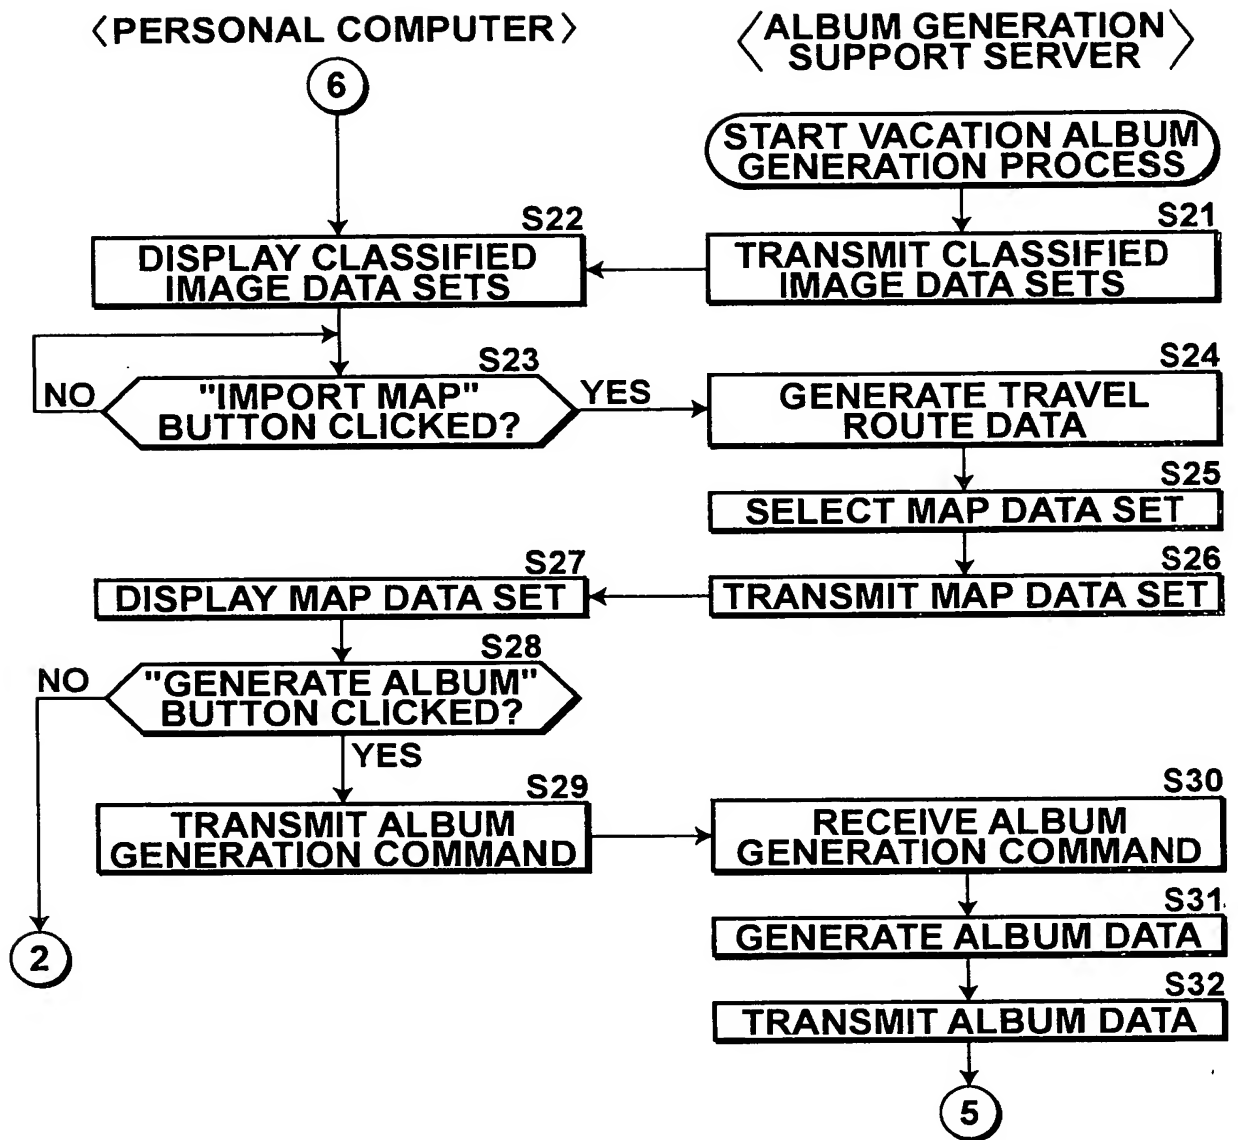 〈PERSONAL COMPUTER〉
〈ALBUM GENERATION
SUPPORT SERVER〉
6
START VACATION ALBUM
GENERATION PROCESS
S22
DISPLAY CLASSIFIED
IMAGE DATA SETS
S21
TRANSMIT CLASSIFIED
IMAGE DATA SETS
S23
NO
"IMPORT MAP"
BUTTON CLICKED?
YES
S24
GENERATE TRAVEL
ROUTE DATA
S25
SELECT MAP DATA SET
S27
DISPLAY MAP DATA SET
S26
TRANSMIT MAP DATA SET
S28
NO
"GENERATE ALBUM"
BUTTON CLICKED?
YES
S29
TRANSMIT ALBUM
GENERATION COMMAND
S30
RECEIVE ALBUM
GENERATION COMMAND
S31
GENERATE ALBUM DATA
2
S32
TRANSMIT ALBUM DATA
5